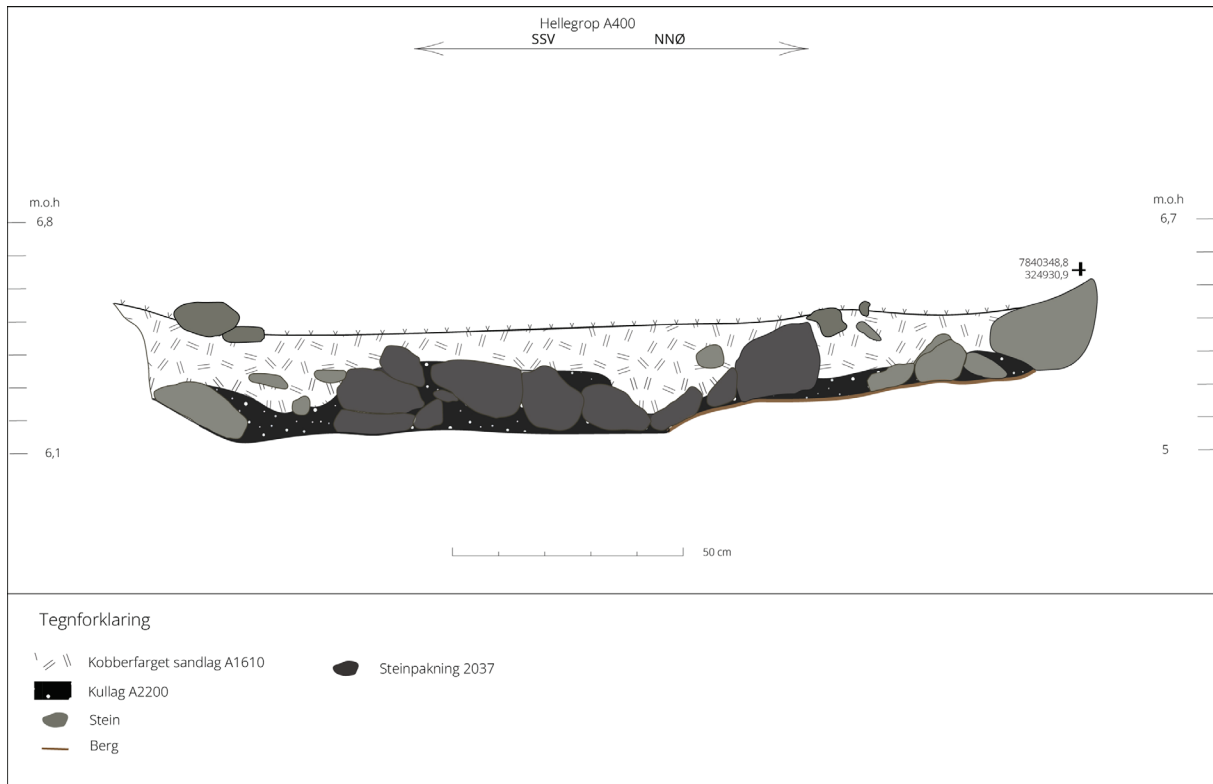 Hellegrop A400
SSV NNØ
m.o.h
6,8
6,1
m.o.h
6,7
5
7840348,8
324930,9
50 cm
Tegnforklaring
Kobberfarget sandlag A1610
Kullag A2200
Stein
Berg
Steinpakning 2037